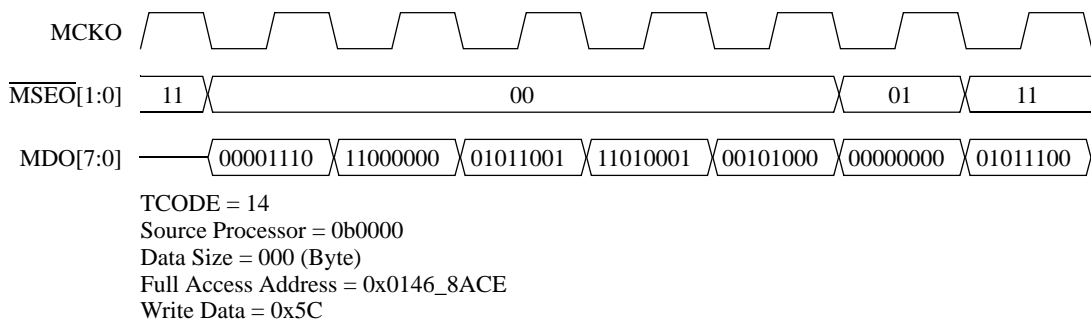 MCKO
MSEO[1:0] 11 00 01 11
MDO[7:0] 00001110 11000000 01011001 11010001 00101000 00000000 01011100
TCODE = 14
Source Processor = 0b0000
Data Size = 000 (Byte)
Full Access Address = 0x0146_8ACE
Write Data = 0x5C